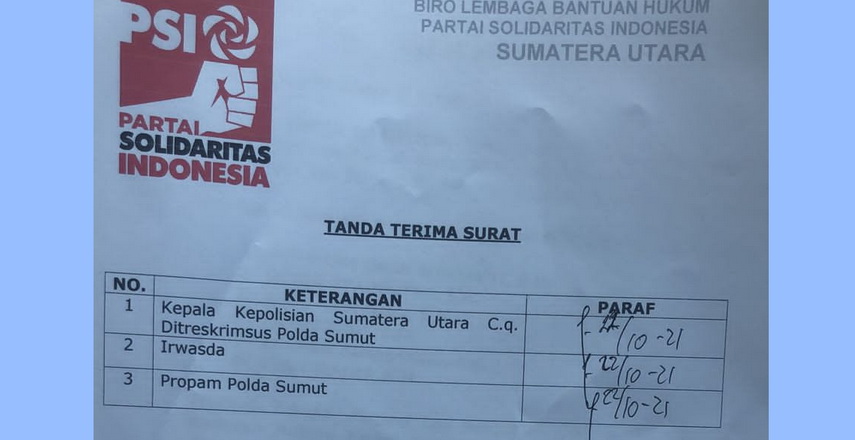 PSI
PARTAI
SOLIDARITAS
INDONESIA
BIRO LEMBAGA BANTUAN HUKUM
PARTAI SOLIDARITAS INDONESIA
SUMATERA UTARA
TANDA TERIMA SURAT
NO. KETERANGAN PARAF
1 Kepala Kepolisian Sumatera Utara C.q. 22/10-21
Ditreskrimsus Polda Sumut
2 Irwasda 22/10-21
3 Propam Polda Sumut 22/10-21